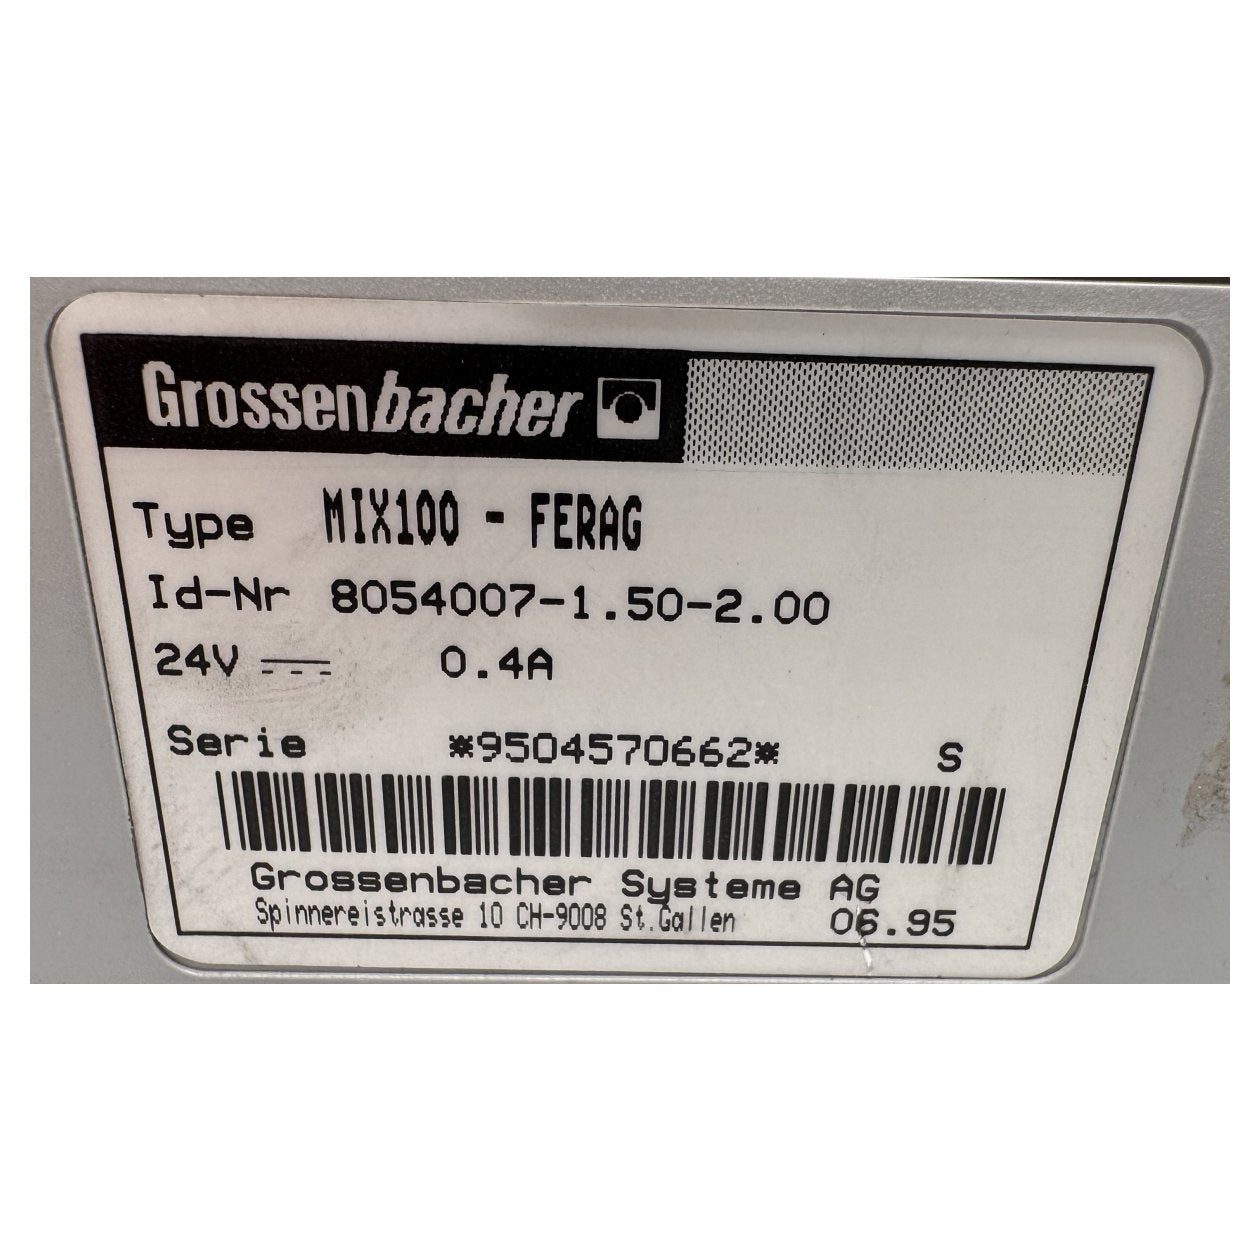 Grossenbacher
Type MIX100 - FERAG
Id-Nr 8054007-1.50-2.00
24V 0.4A
Serie *9504570662* S
Grossenbacher Systeme AG
Spinnereistrasse 10 CH-9008 St.Gallen 06.95